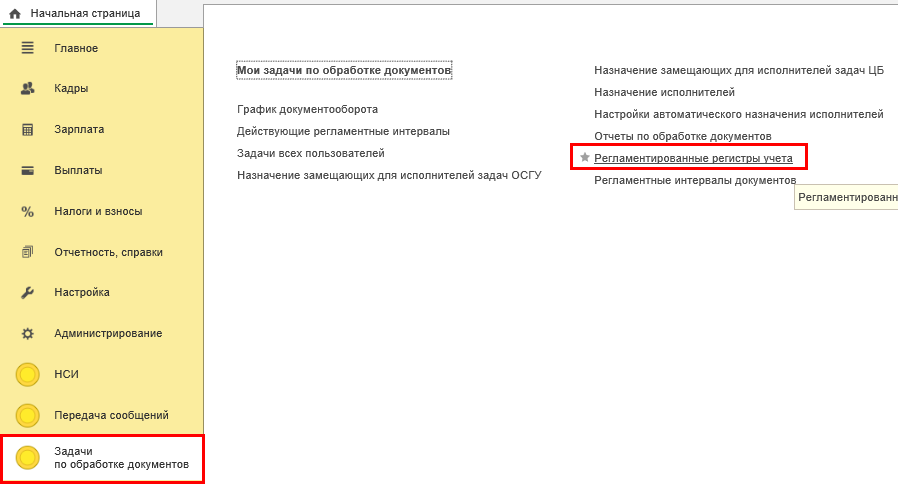 Начальная страница
Главное
Кадры
Зарплата
Выплаты
Налоги и взносы
Отчетность, справки
Настройка
Администрирование
НСИ
Передача сообщений
Задачи
по обработке документов
Мои задачи по обработке документов
График документооборота
Действующие регламентные интервалы
Задачи всех пользователей
Назначение замещающих для исполнителей задач ОСГУ
Назначение замещающих для исполнителей задач ЦБ
Назначение исполнителей
Настройки автоматического назначения исполнителей
Отчеты по обработке документов
Регламентированные регистры учета
Регламентные интервалы документов
Регламентированн